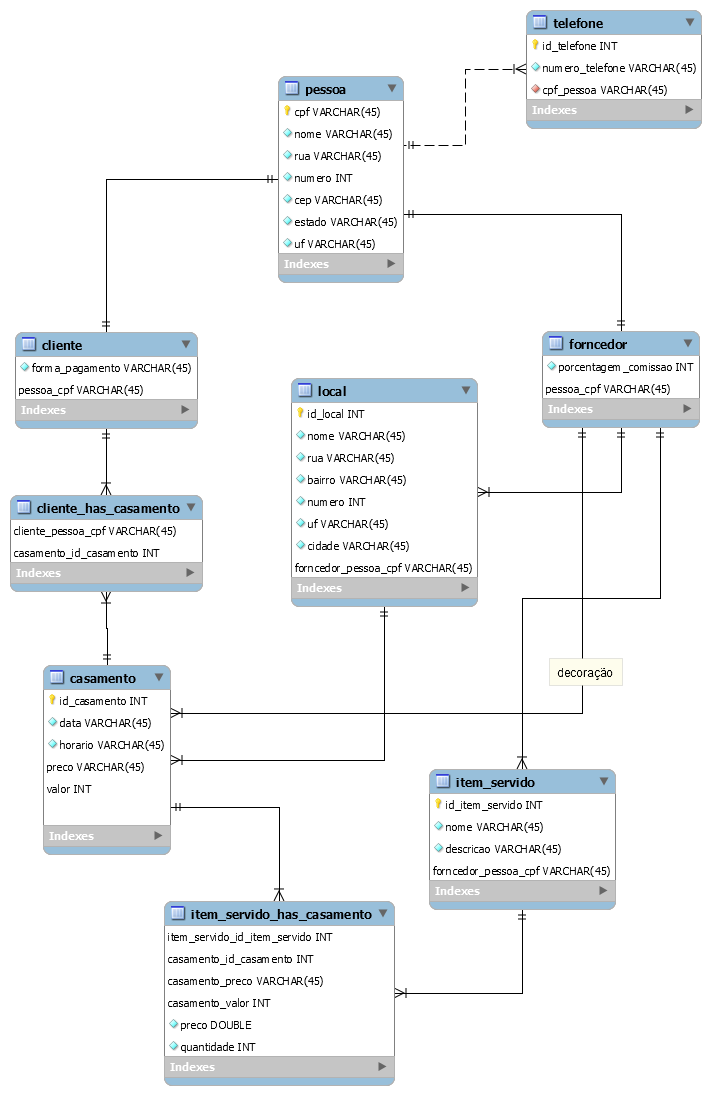 telefone
id_telefone INT
numero_telefone VARCHAR(45)
cpf_pessoa VARCHAR(45)
Indexes
pessoa
cpf VARCHAR(45)
nome VARCHAR(45)
rua VARCHAR(45)
numero INT
cep VARCHAR(45)
estado VARCHAR(45)
uf VARCHAR(45)
Indexes
cliente
forma_pagamento VARCHAR(45)
pessoa_cpf VARCHAR(45)
Indexes
forncedor
porcentagem_comissao INT
pessoa_cpf VARCHAR(45)
Indexes
local
id_local INT
nome VARCHAR(45)
rua VARCHAR(45)
bairro VARCHAR(45)
numero INT
uf VARCHAR(45)
cidade VARCHAR(45)
forncedor_pessoa_cpf VARCHAR(45)
Indexes
cliente_has_casamento
cliente_pessoa_cpf VARCHAR(45)
casamento_id_casamento INT
Indexes
casamento
id_casamento INT
data VARCHAR(45)
horario VARCHAR(45)
preco VARCHAR(45)
valor INT
Indexes
decoração
item_servido
id_item_servido INT
nome VARCHAR(45)
descricao VARCHAR(45)
forncedor_pessoa_cpf VARCHAR(45)
Indexes
item_servido_has_casamento
item_servido_id_item_servido INT
casamento_id_casamento INT
casamento_preco VARCHAR(45)
casamento_valor INT
preco DOUBLE
quantidade INT
Indexes